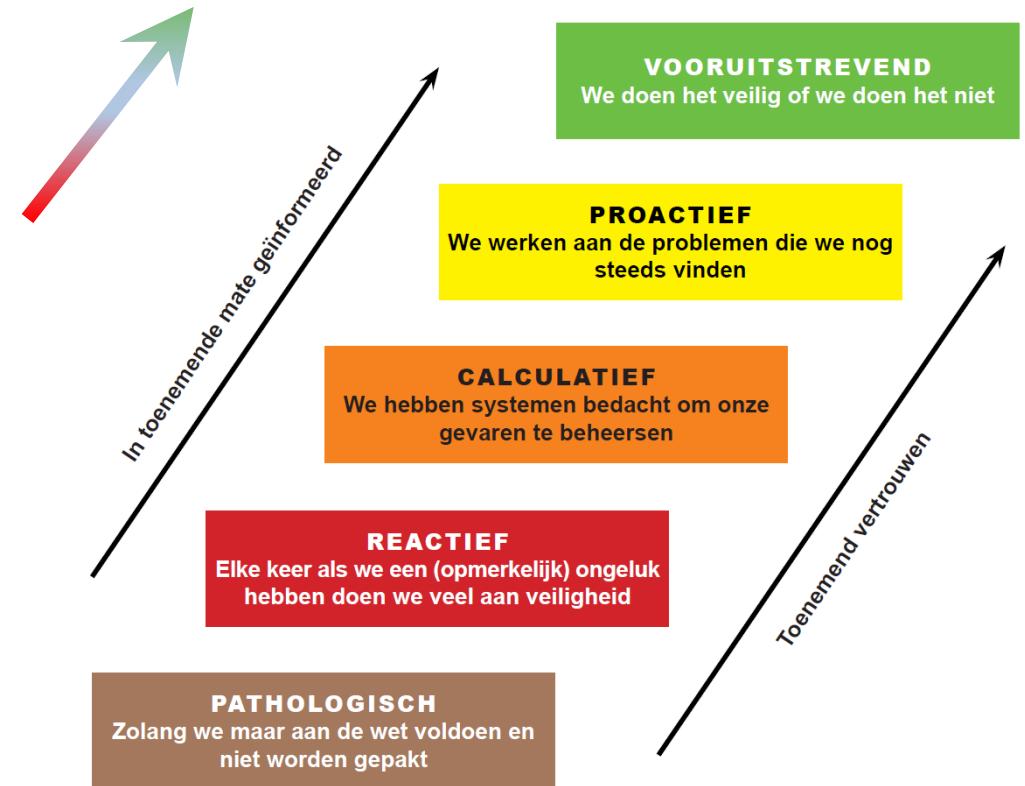 VOORUITSTREVEND
We doen het veilig of we doen het niet
In toenemende mate geïnformeerd
PROACTIEF
We werken aan de problemen die we nog
steeds vinden
CALCULATIEF
We hebben systemen bedacht om onze
gevaren te beheersen
Toenemend vertrouwen
REACTIEF
Elke keer als we een (opmerkelijk) ongeluk
hebben doen we veel aan veiligheid
PATHOLOGISCH
Zolang we maar aan de wet voldoen en
niet worden gepakt